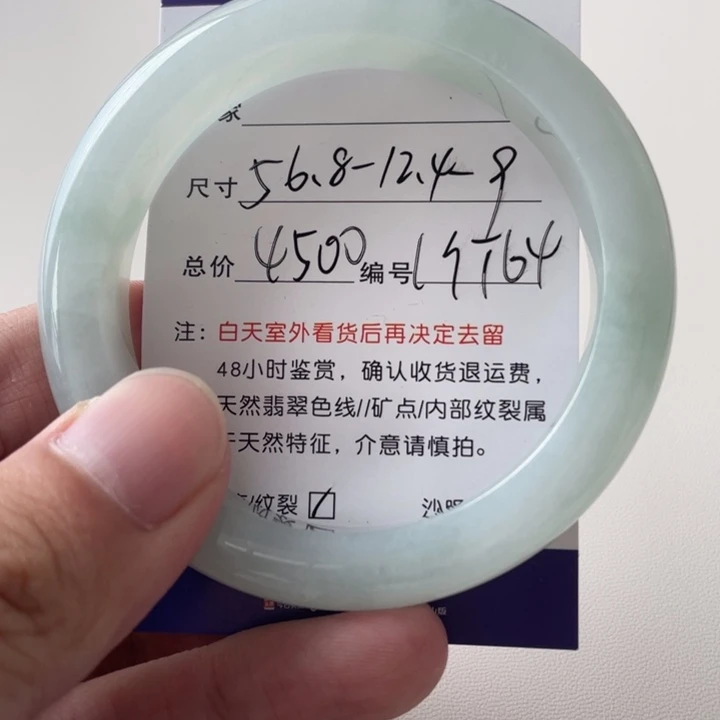 家
尺寸 56.8-12.4-9
总价 4500 编号
注：白天室外看货后再决定去留
48小时鉴赏，确认收货退运费，
天然翡翠色线//矿点/内部纹裂属
于天然特征，介意请慎拍。
/纹裂 ☑